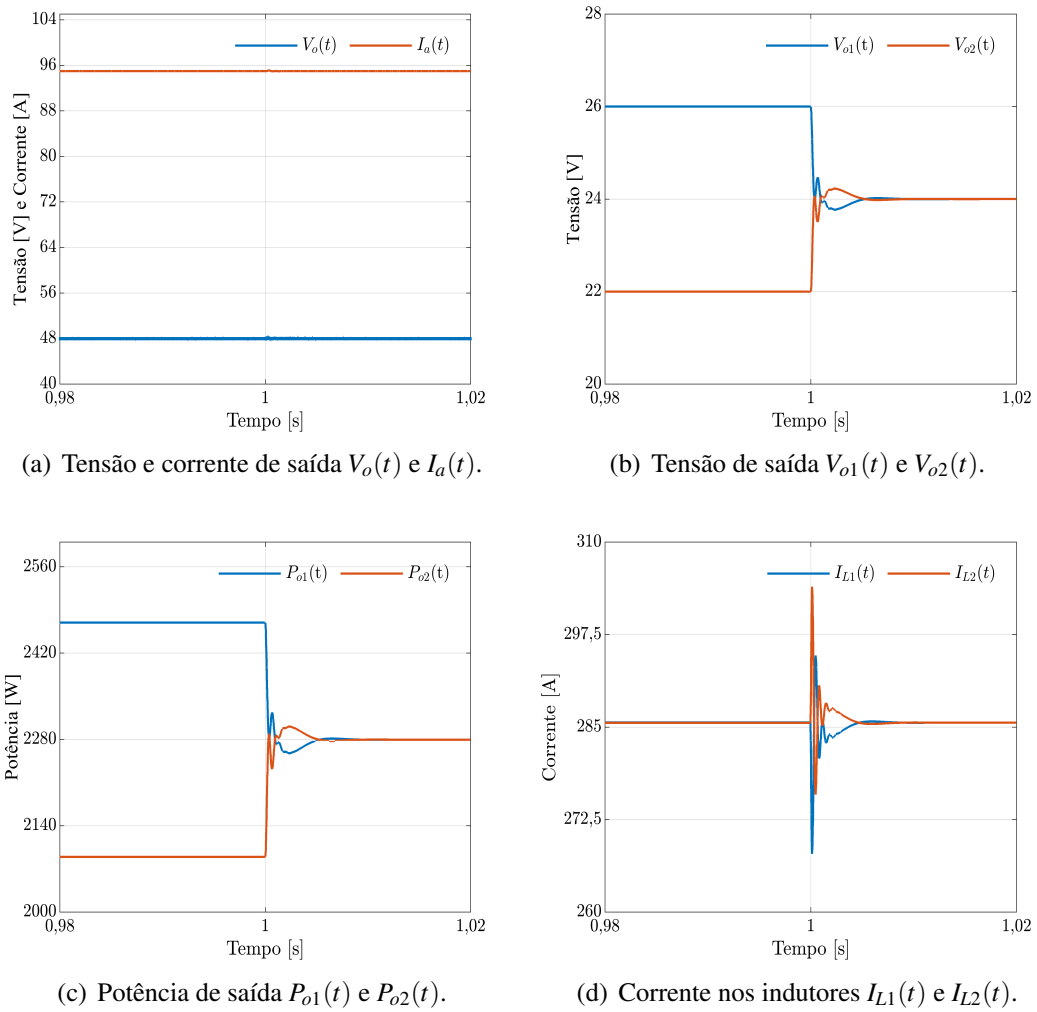 104
96
88
80
72
64
56
48
40
Tensão [V] e Corrente [A]
V_o(t) I_a(t)
0,98 1 1,02
Tempo [s]
(a) Tensão e corrente de saída V_o(t) e I_a(t).
28
26
24
22
20
Tensão [V]
V_o1(t) V_o2(t)
0,98 1 1,02
Tempo [s]
(b) Tensão de saída V_o1(t) e V_o2(t).
2560
2420
2280
2140
2000
Potência [W]
P_o1(t) P_o2(t)
0,98 1 1,02
Tempo [s]
(c) Potência de saída P_o1(t) e P_o2(t).
310
297,5
285
272,5
260
Corrente [A]
I_L1(t) I_L2(t)
0,98 1 1,02
Tempo [s]
(d) Corrente nos indutores I_L1(t) e I_L2(t).